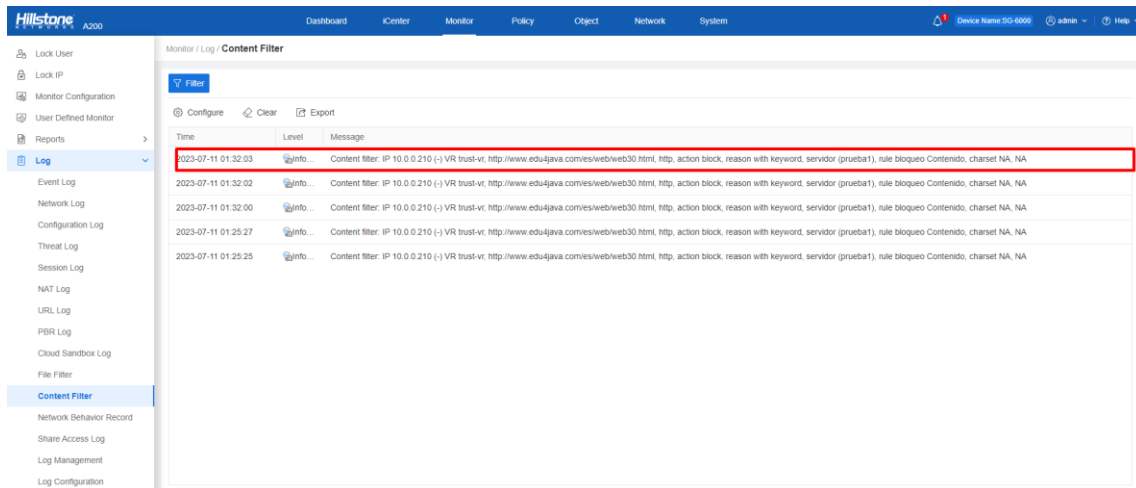 Hillstone NETWORKS A200 Dashboard iCenter Monitor Policy Object Network System 1 Device Name:SG-6000 admin Help
Lock User
Lock IP
Monitor Configuration
User Defined Monitor
Reports
Log
Event Log
Network Log
Configuration Log
Threat Log
Session Log
NAT Log
URL Log
PBR Log
Cloud Sandbox Log
File Filter
Content Filter
Network Behavior Record
Share Access Log
Log Management
Log Configuration
Monitor / Log / Content Filter
Filter
Configure Clear Export
Time Level Message
2023-07-11 01:32:03 Info... Content filter: IP 10.0.0.210 (-) VR trust-vr, http://www.edu4java.com/es/web/web30.html, http, action block, reason with keyword, servidor (prueba1), rule bloqueo Contenido, charset NA, NA
2023-07-11 01:32:02 Info... Content filter: IP 10.0.0.210 (-) VR trust-vr, http://www.edu4java.com/es/web/web30.html, http, action block, reason with keyword, servidor (prueba1), rule bloqueo Contenido, charset NA, NA
2023-07-11 01:32:00 Info... Content filter: IP 10.0.0.210 (-) VR trust-vr, http://www.edu4java.com/es/web/web30.html, http, action block, reason with keyword, servidor (prueba1), rule bloqueo Contenido, charset NA, NA
2023-07-11 01:25:27 Info... Content filter: IP 10.0.0.210 (-) VR trust-vr, http://www.edu4java.com/es/web/web30.html, http, action block, reason with keyword, servidor (prueba1), rule bloqueo Contenido, charset NA, NA
2023-07-11 01:25:25 Info... Content filter: IP 10.0.0.210 (-) VR trust-vr, http://www.edu4java.com/es/web/web30.html, http, action block, reason with keyword, servidor (prueba1), rule bloqueo Contenido, charset NA, NA